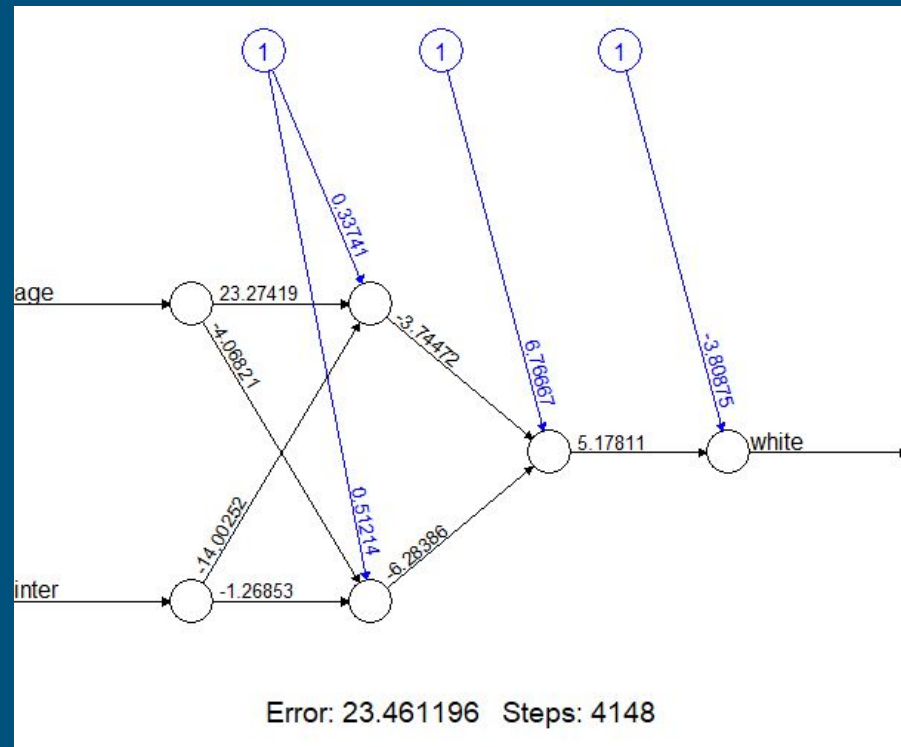 1 1 1
0.33741
age 23.27419
-4.06821
-3.74472
6.76667
-3.80875
5.17811 white
-14.00252
0.51214
-6.28386
inter -1.26853
Error: 23.461196 Steps: 4148